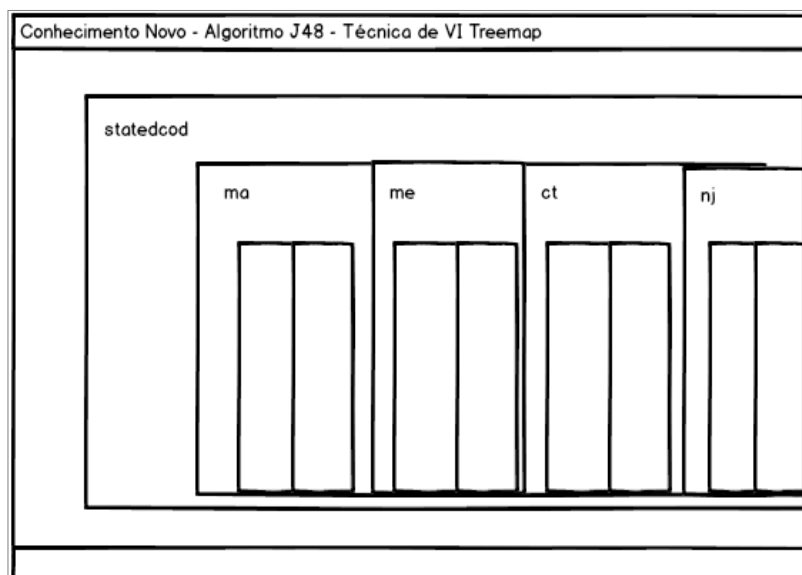 Conhecimento Novo - Algoritmo J48 - Técnica de VI Treemap
statedcod
ma
me
ct
nj